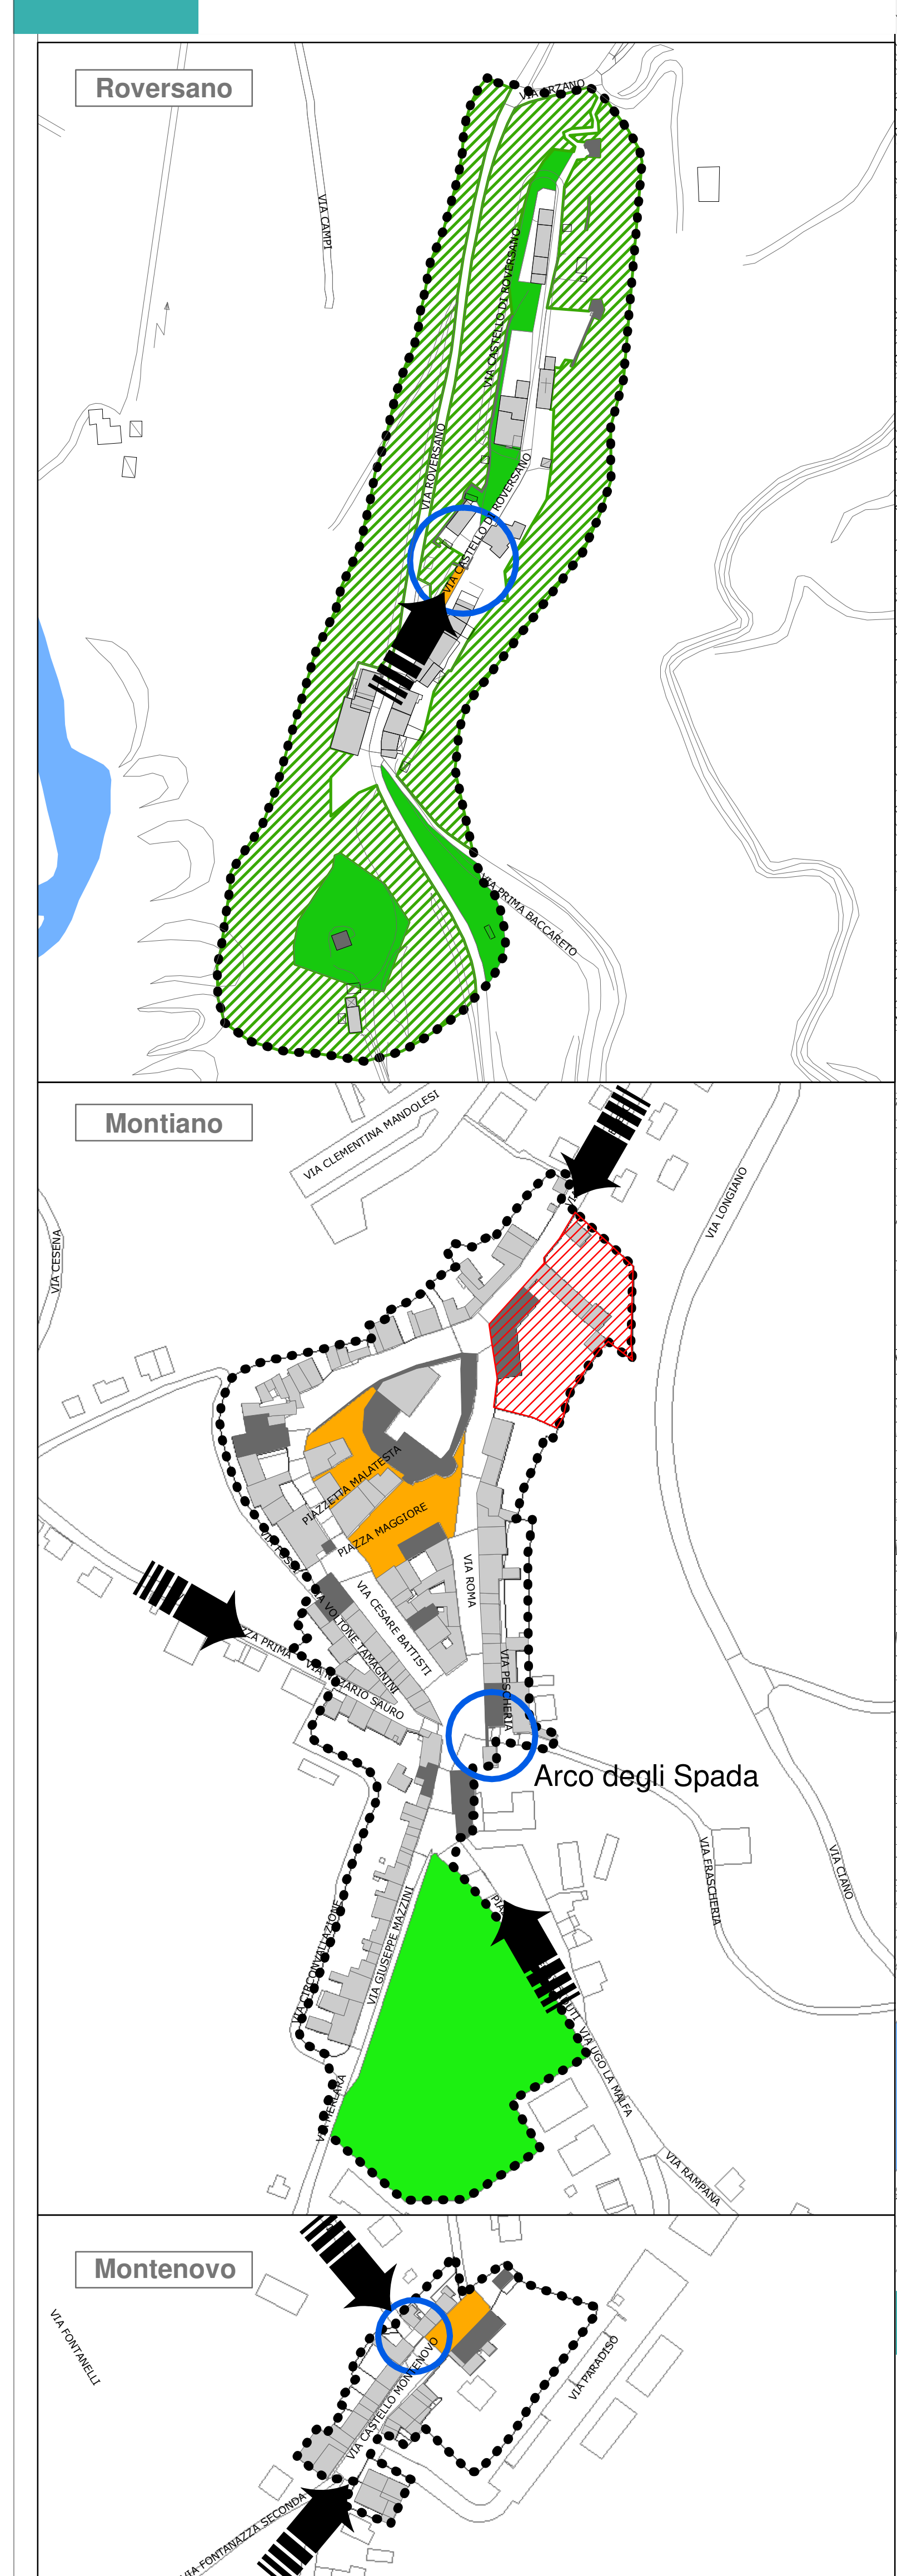 Roversano
VIA CAMPI
VIA CASTELLO DI ROVERSANO
VIA ROVERSANO
VIA CASTELLO DI ROVERSANO
VIA PRIMA BACCARETO
Montiano
VIA CLEMENTINA MANDOLESI
VIA LONGIANO
VIA CESENA
PIAZZETTA MALATESTA
PIAZZA MAGGIORE
VIA ROMA
VIA CESARE BATTISTI
VIA VOLTONE TAMAGNINI
VIA NAZARIO SAURO
VIA PESCHERIA
Arco degli Spada
VIA FRASCHERIA
VIA CIANO
VIA GIUSEPPE MAZZINI
VIA CIRCONVALLAZIONE
VIA UGO LA MALFA
VIA MERLARA
VIA RAMPANA
Montenovo
VIA FONTANELLI
VIA CASTELLO MONTENOVO
VIA PARADISO
VIA FONTANAZZA SECONDA